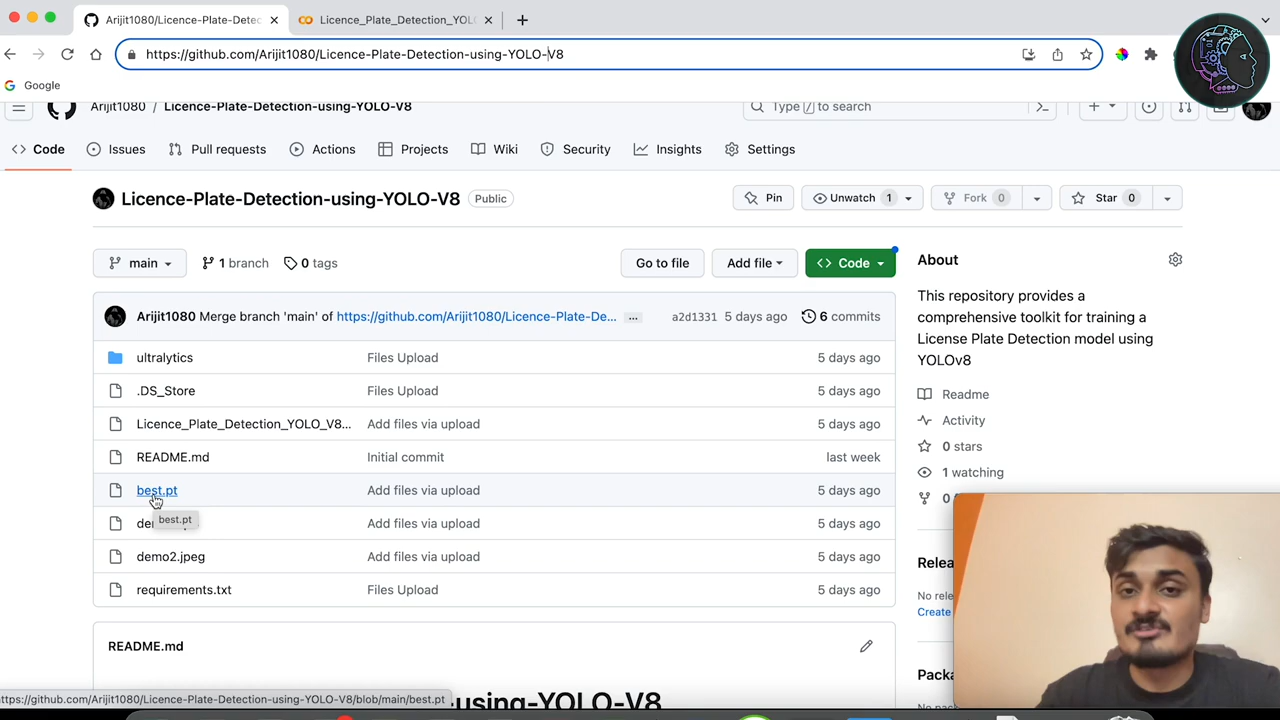 Arijit1080/Licence-Plate-Detec
Licence_Plate_Detection_YOLO_
https://github.com/Arijit1080/Licence-Plate-Detection-using-YOLO-V8
Google
Arijit1080 / Licence-Plate-Detection-using-YOLO-V8
Type / to search
Code Issues Pull requests Actions Projects Wiki Security Insights Settings
Licence-Plate-Detection-using-YOLO-V8 Public
Pin Unwatch 1 Fork 0 Star 0
main 1 branch 0 tags Go to file Add file Code
Arijit1080 Merge branch 'main' of https://github.com/Arijit1080/Licence-Plate-De... ... a2d1331 5 days ago 6 commits
ultralytics Files Upload 5 days ago
.DS_Store Files Upload 5 days ago
Licence_Plate_Detection_YOLO_V8... Add files via upload 5 days ago
README.md Initial commit last week
best.pt Add files via upload 5 days ago
best.pt
Add files via upload 5 days ago
demo2.jpeg Add files via upload 5 days ago
requirements.txt Files Upload 5 days ago
README.md
using-YOLO-V8
https://github.com/Arijit1080/Licence-Plate-Detection-using-YOLO-V8/blob/main/best.pt
About
This repository provides a
comprehensive toolkit for training a
License Plate Detection model using
YOLOv8
Readme
Activity
0 stars
1 watching
0
No rele
Create